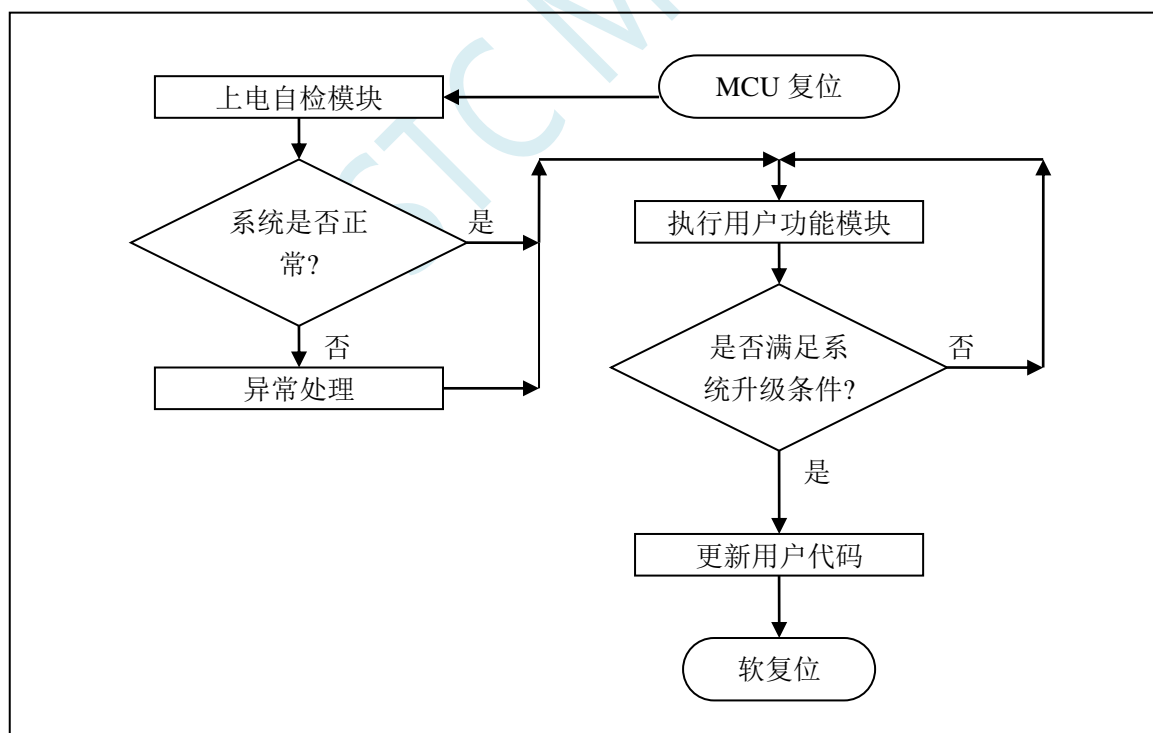 STC M
MCU 复位
上电自检模块
系统是否正
常?
是
否
异常处理
执行用户功能模块
是否满足系
统升级条件?
否
是
更新用户代码
软复位